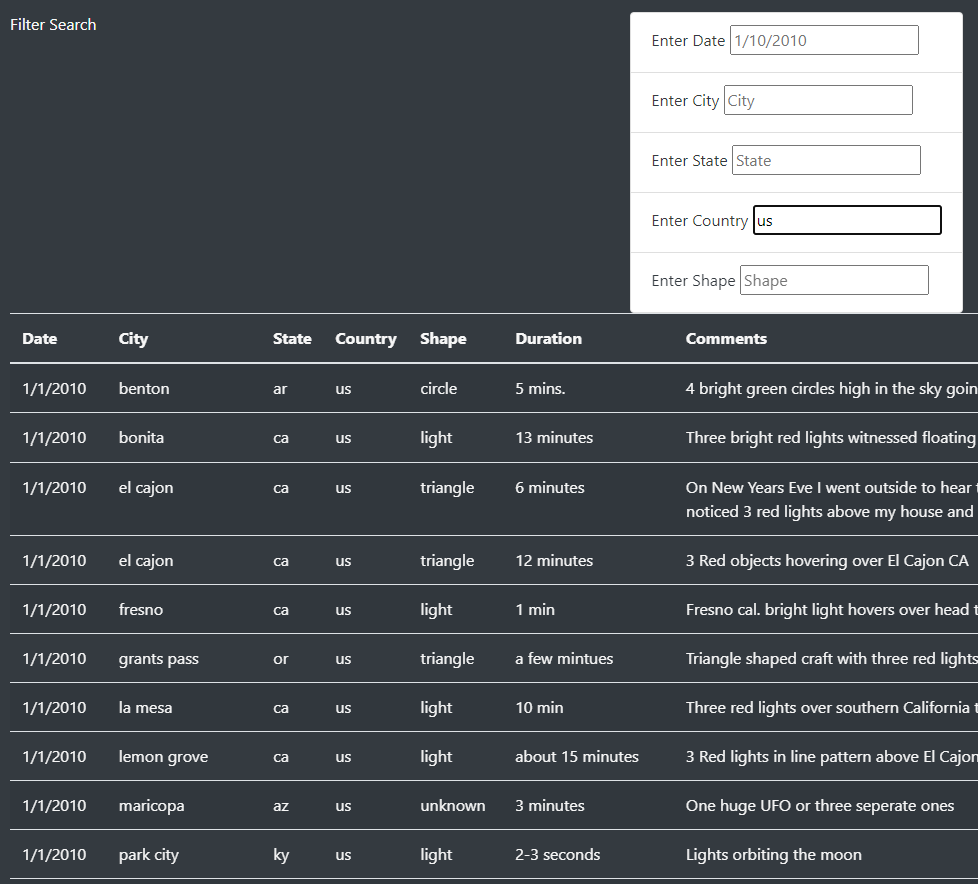 Filter Search
Enter Date 1/10/2010
Enter City City
Enter State State
Enter Country us
Enter Shape Shape
Date City State Country Shape Duration Comments
1/1/2010 benton ar us circle 5 mins. 4 bright green circles high in the sky goin
1/1/2010 bonita ca us light 13 minutes Three bright red lights witnessed floating
1/1/2010 el cajon ca us triangle 6 minutes On New Years Eve I went outside to hear
noticed 3 red lights above my house and
1/1/2010 el cajon ca us triangle 12 minutes 3 Red objects hovering over El Cajon CA
1/1/2010 fresno ca us light 1 min Fresno cal. bright light hovers over head
1/1/2010 grants pass or us triangle a few mintues Triangle shaped craft with three red lights
1/1/2010 la mesa ca us light 10 min Three red lights over southern California
1/1/2010 lemon grove ca us light about 15 minutes 3 Red lights in line pattern above El Cajon
1/1/2010 maricopa az us unknown 3 minutes One huge UFO or three seperate ones
1/1/2010 park city ky us light 2-3 seconds Lights orbiting the moon